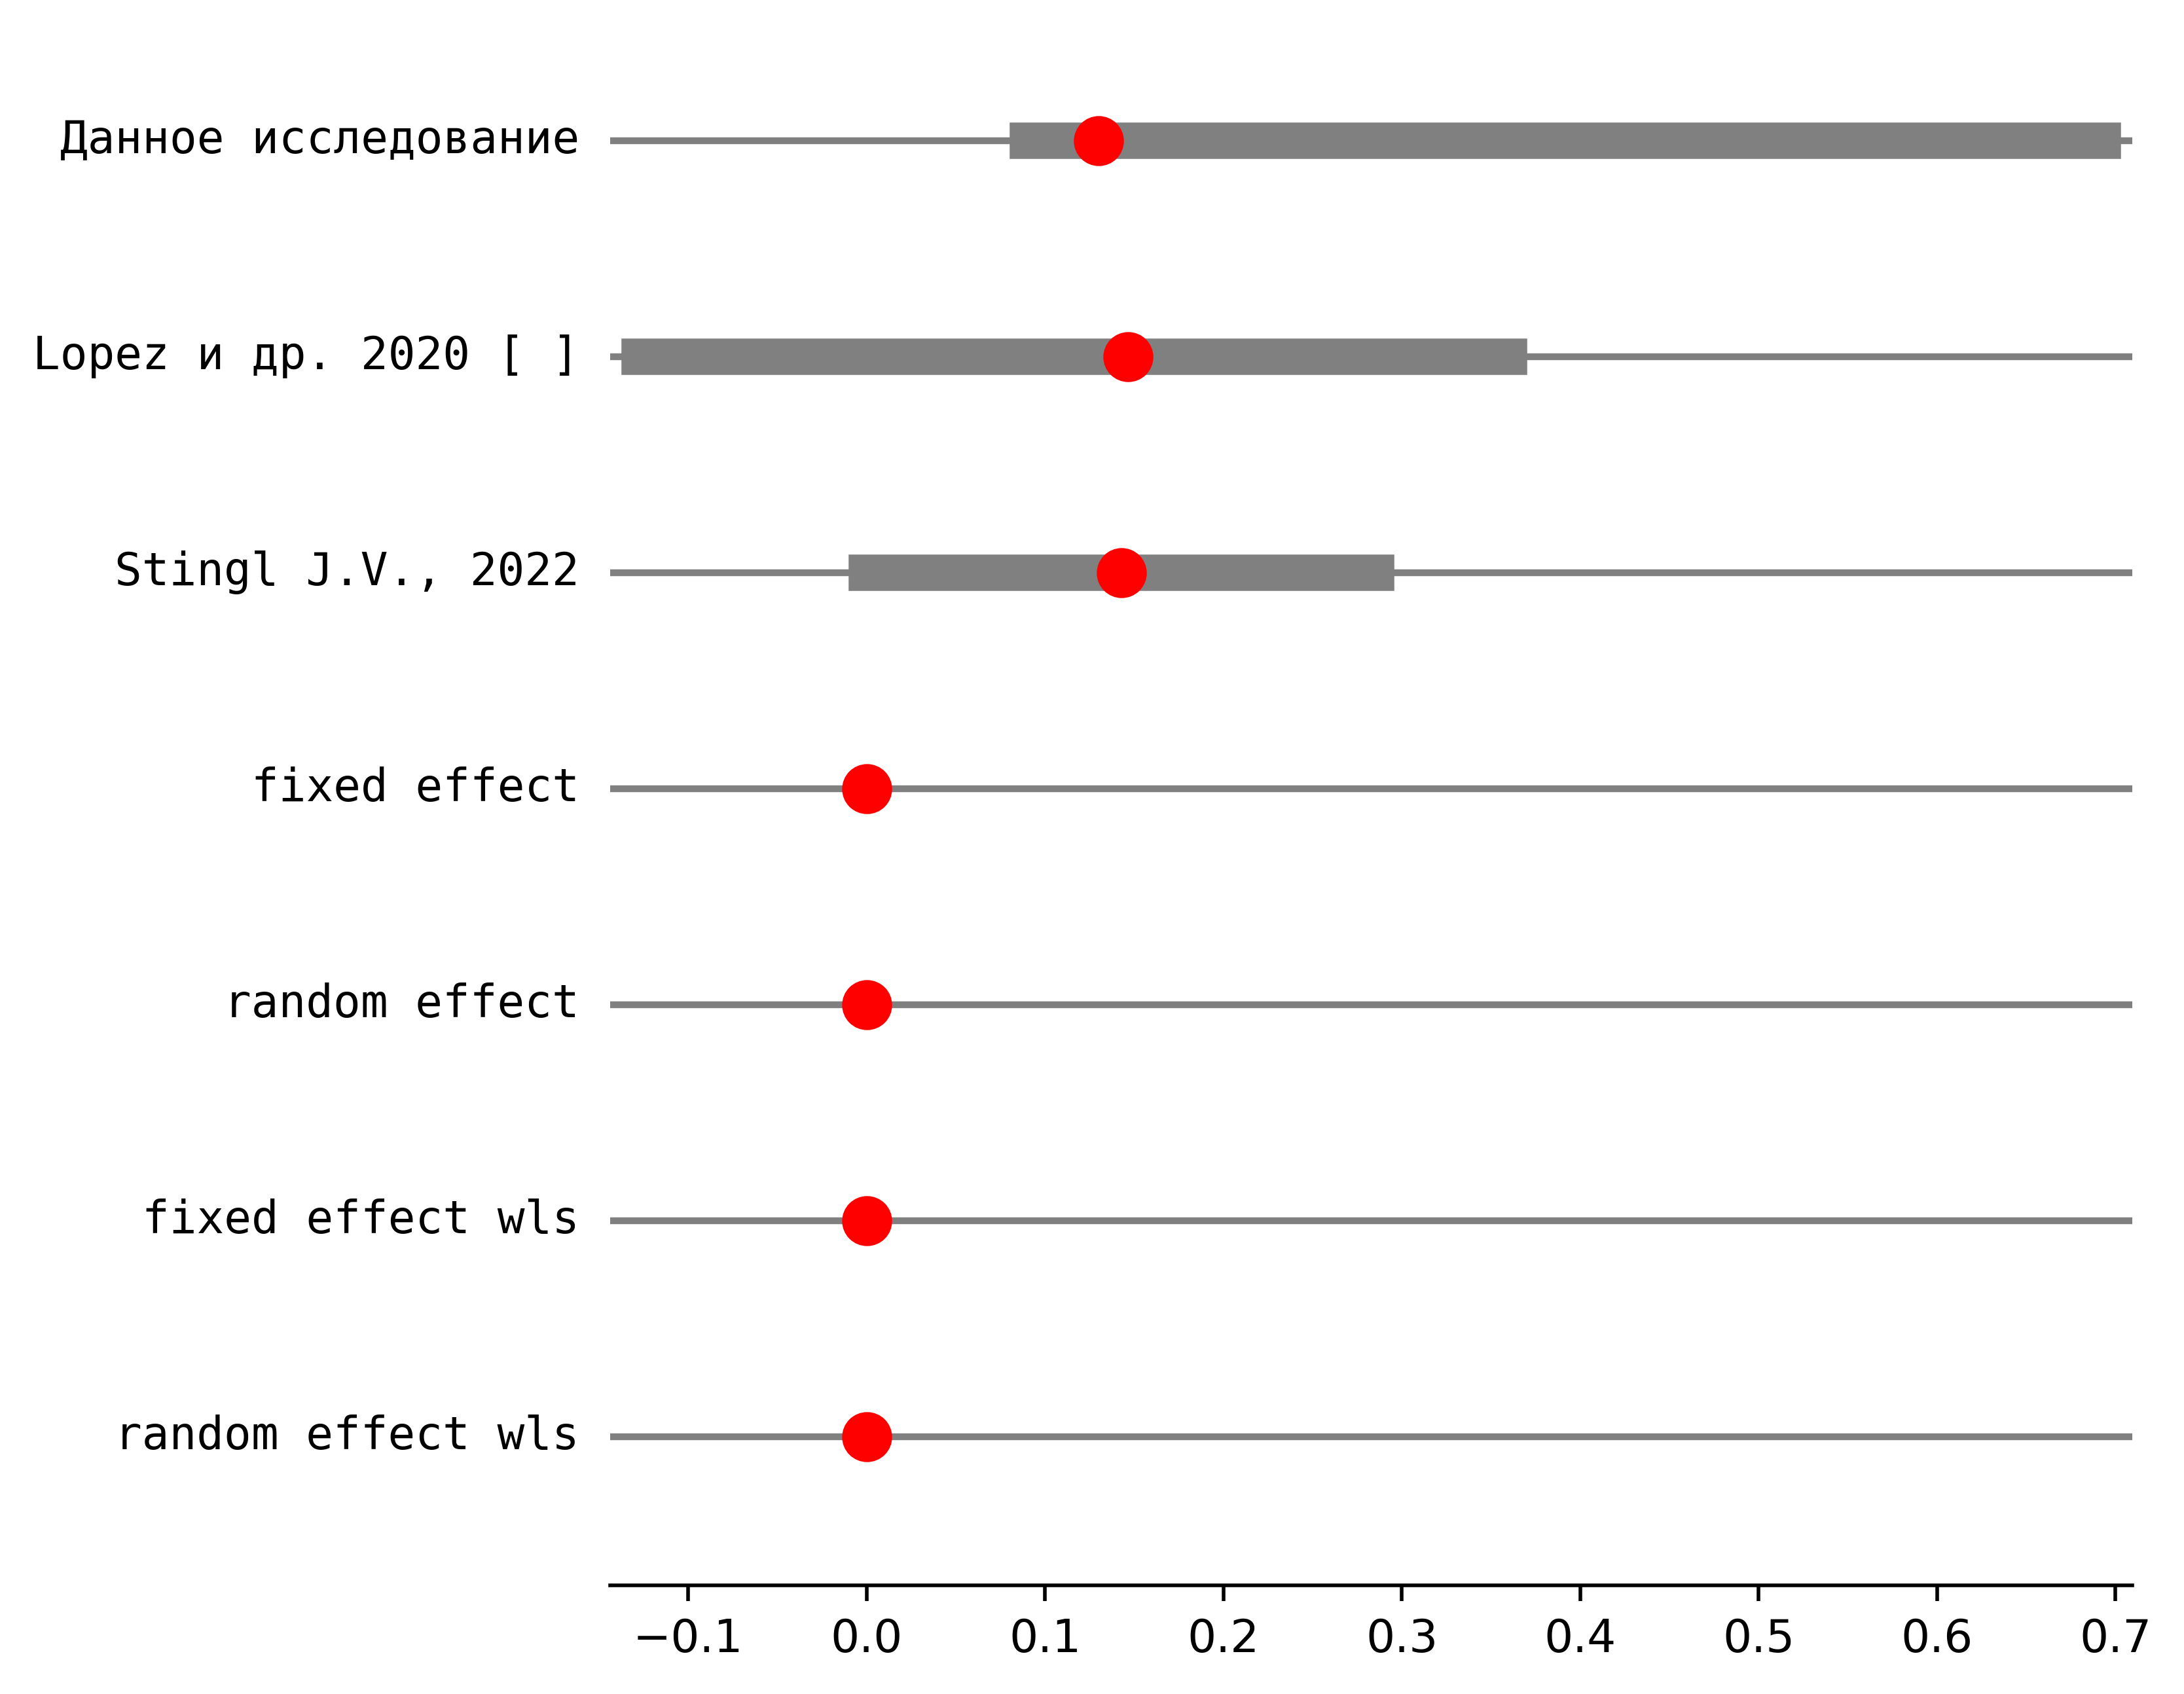 Данное исследование
Lopez и др. 2020 [ ]
Stingl J.V., 2022
fixed effect
random effect
fixed effect wls
random effect wls
−0.1 0.0 0.1 0.2 0.3 0.4 0.5 0.6 0.7